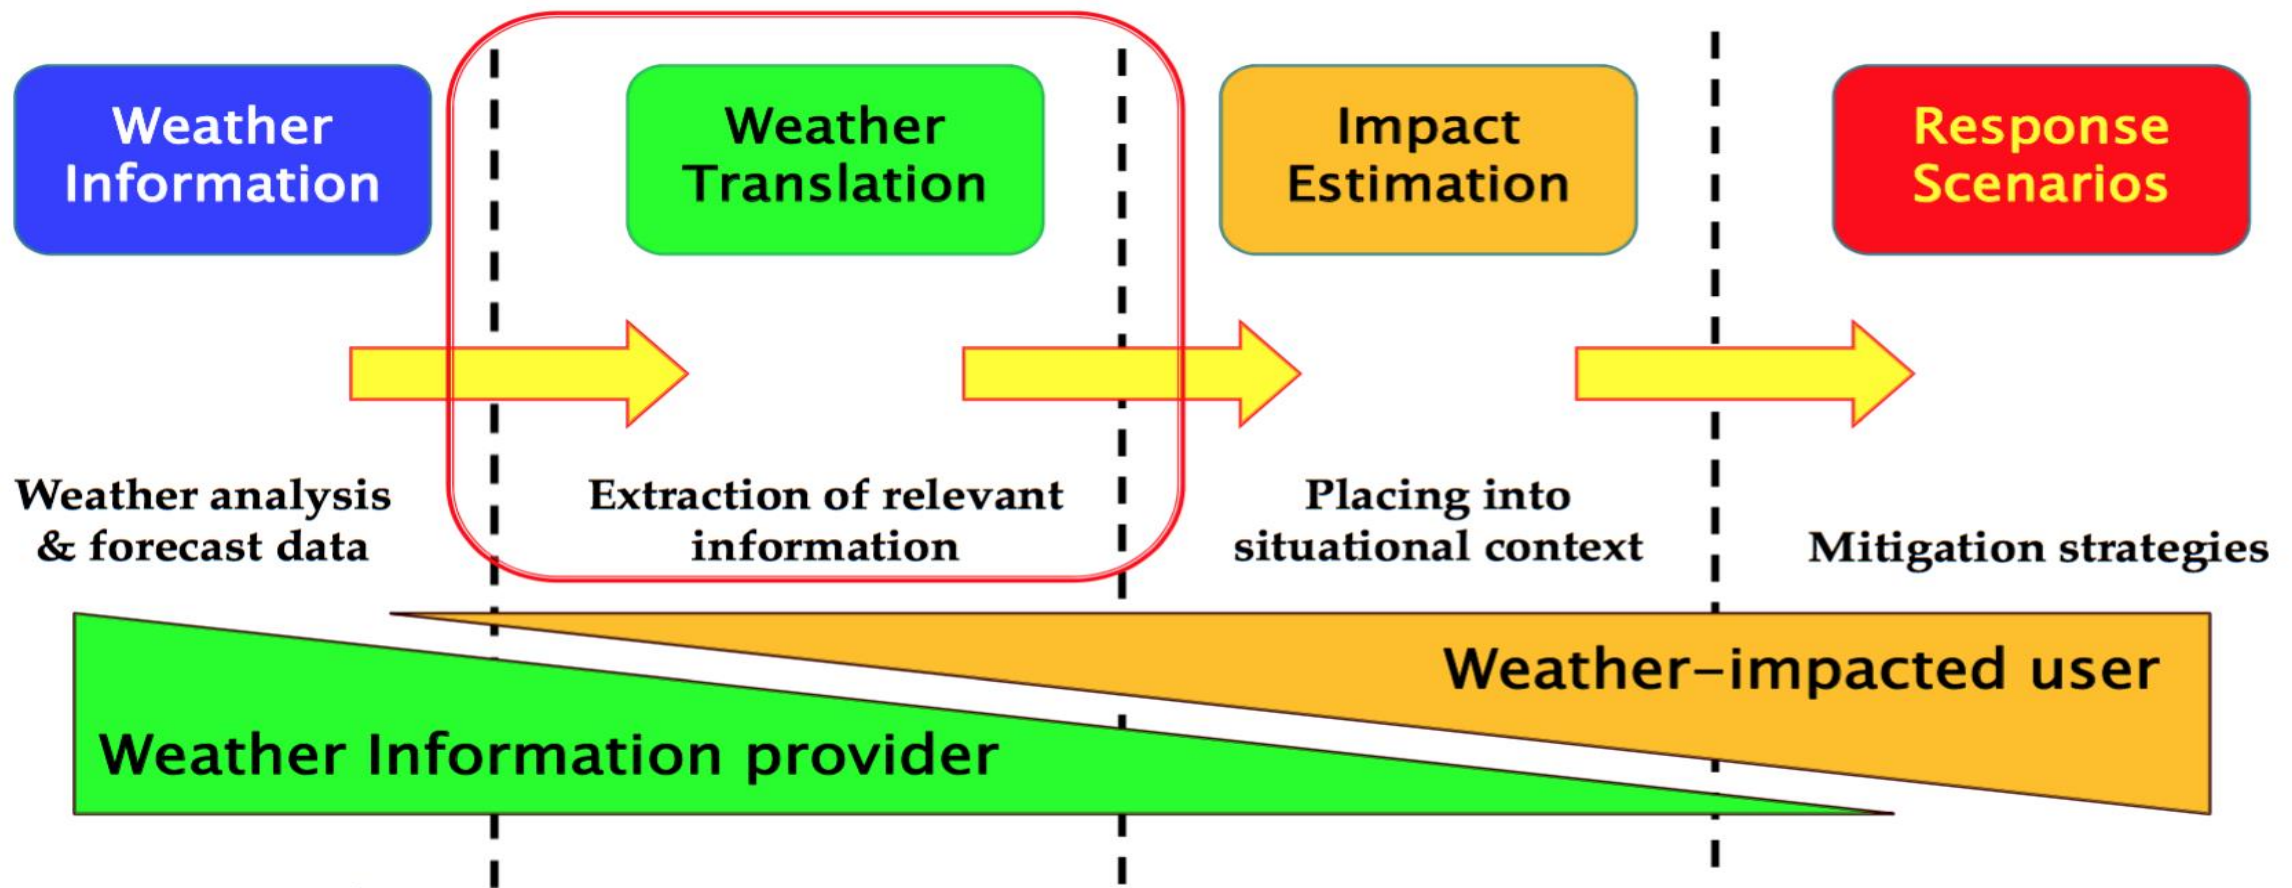 Weather
Information
Weather
Translation
Impact
Estimation
Response
Scenarios
Weather analysis
& forecast data
Extraction of relevant
information
Placing into
situational context
Mitigation strategies
Weather-impacted user
Weather Information provider